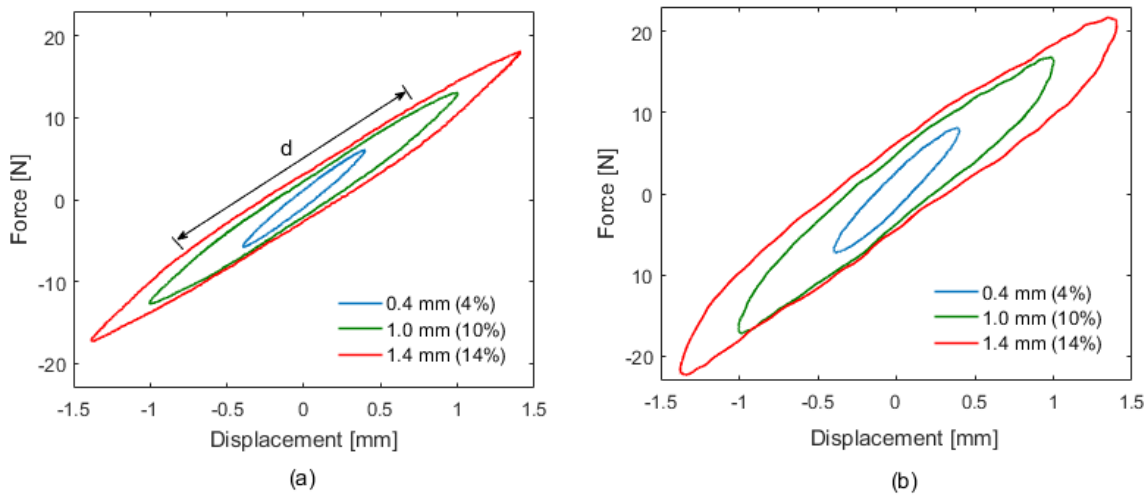 20
10
0
-10
-20
Force [N]
d
0.4 mm (4%)
1.0 mm (10%)
1.4 mm (14%)
-1.5 -1 -0.5 0 0.5 1 1.5
Displacement [mm]
(a)
20
10
0
10
-20
Force [N]
0.4 mm (4%)
1.0 mm (10%)
1.4 mm (14%)
-1.5 -1 -0.5 0 0.5 1 1.5
Displacement [mm]
(b)